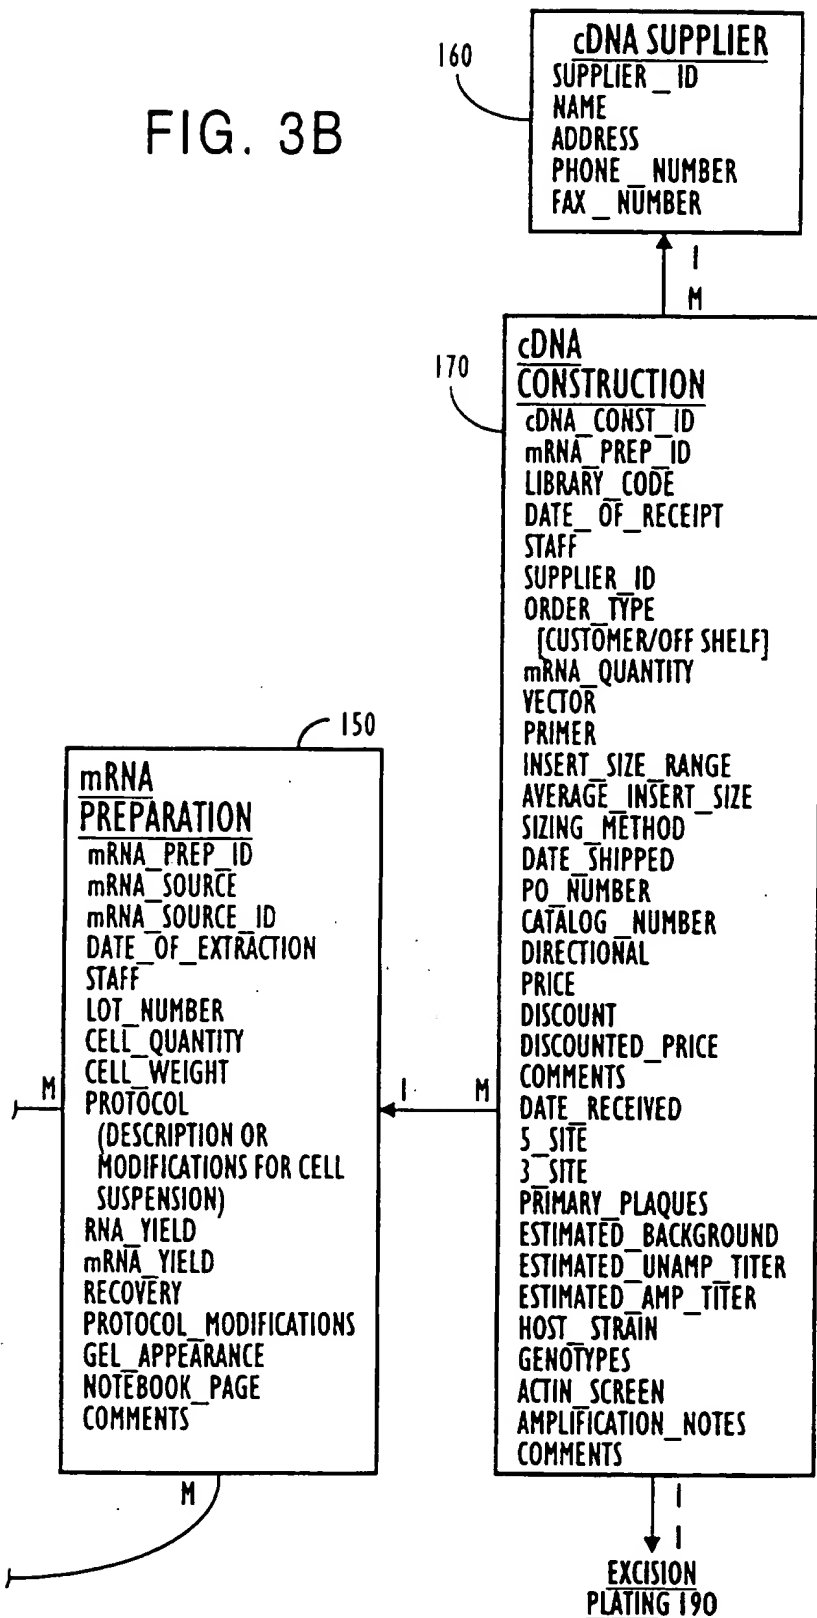 FIG. 3B
160
cDNA SUPPLIER
SUPPLIER_ID
NAME
ADDRESS
PHONE_NUMBER
FAX_NUMBER
1
M
170
cDNA
CONSTRUCTION
cDNA_CONST_ID
mRNA_PREP_ID
LIBRARY_CODE
DATE_OF_RECEIPT
STAFF
SUPPLIER_ID
ORDER_TYPE
[CUSTOMER/OFF SHELF]
mRNA_QUANTITY
VECTOR
PRIMER
INSERT_SIZE_RANGE
AVERAGE_INSERT_SIZE
SIZING_METHOD
DATE_SHIPPED
PO_NUMBER
CATALOG_NUMBER
DIRECTIONAL
PRICE
DISCOUNT
DISCOUNTED_PRICE
COMMENTS
DATE_RECEIVED
5_SITE
3_SITE
PRIMARY_PLAQUES
ESTIMATED_BACKGROUND
ESTIMATED_UNAMP_TITER
ESTIMATED_AMP_TITER
HOST_STRAIN
GENOTYPES
ACTIN_SCREEN
AMPLIFICATION_NOTES
COMMENTS
150
mRNA
PREPARATION
mRNA_PREP_ID
mRNA_SOURCE
mRNA_SOURCE_ID
DATE_OF_EXTRACTION
STAFF
LOT_NUMBER
CELL_QUANTITY
CELL_WEIGHT
PROTOCOL
(DESCRIPTION OR
MODIFICATIONS FOR CELL
SUSPENSION)
RNA_YIELD
mRNA_YIELD
RECOVERY
PROTOCOL_MODIFICATIONS
GEL_APPEARANCE
NOTEBOOK_PAGE
COMMENTS
M
1 M
M
1
1
EXCISION
PLATING 190